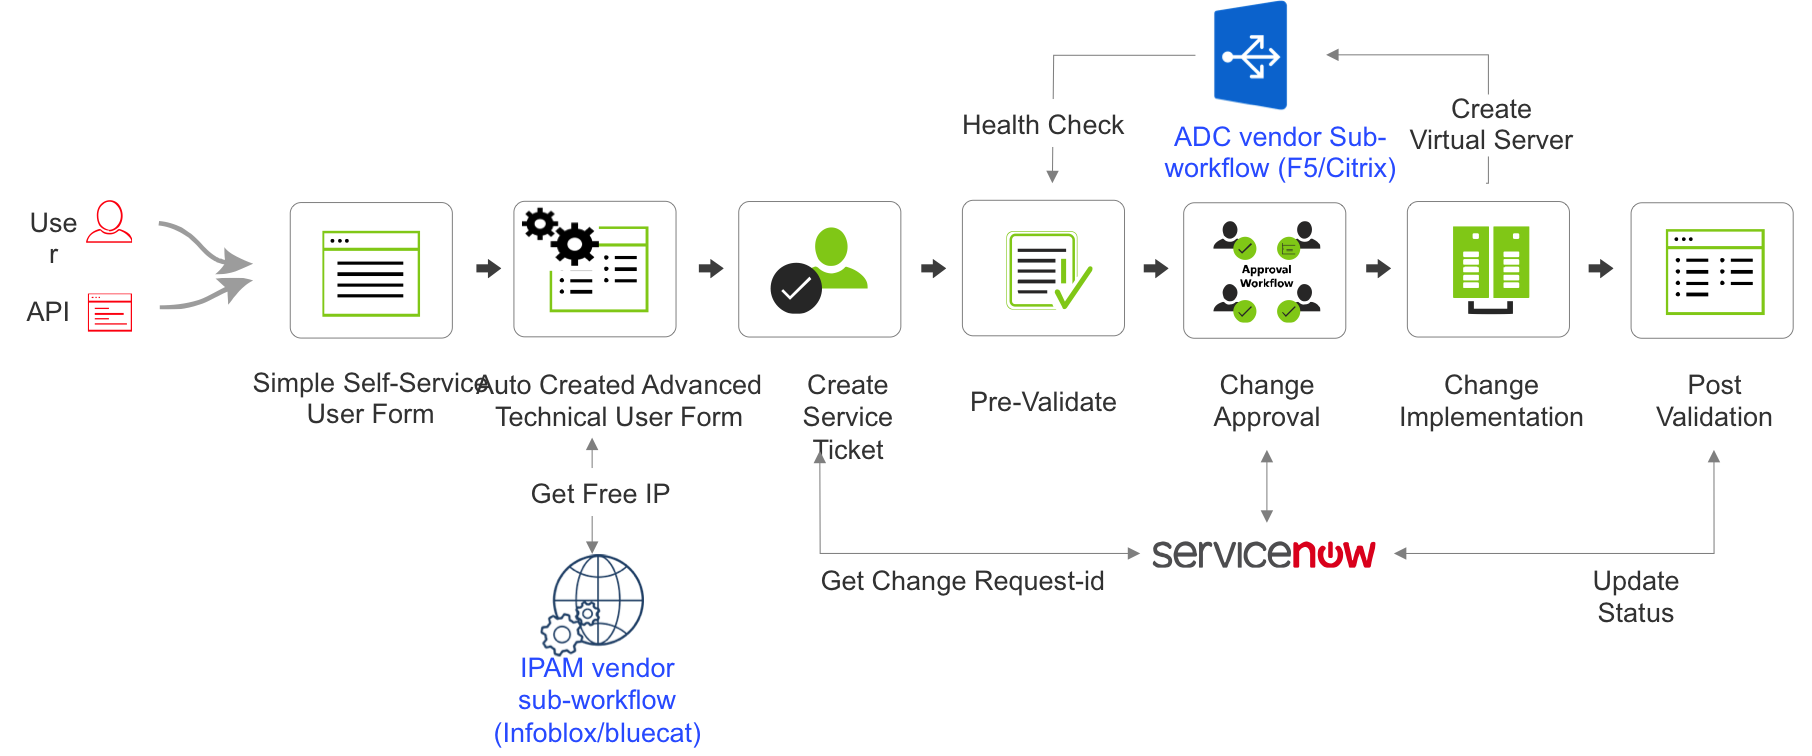 Use
r
API
Simple Self-Service
User Form
Auto Created Advanced
Technical User Form
Get Free IP
IPAM vendor
sub-workflow
(Infoblox/bluecat)
Create
Service
Ticket
Get Change Request-id
Health Check
Pre-Validate
ADC vendor Sub-
workflow (F5/Citrix)
Approval
Workflow
Change
Approval
servicenow
Create
Virtual Server
Change
Implementation
Post
Validation
Update
Status